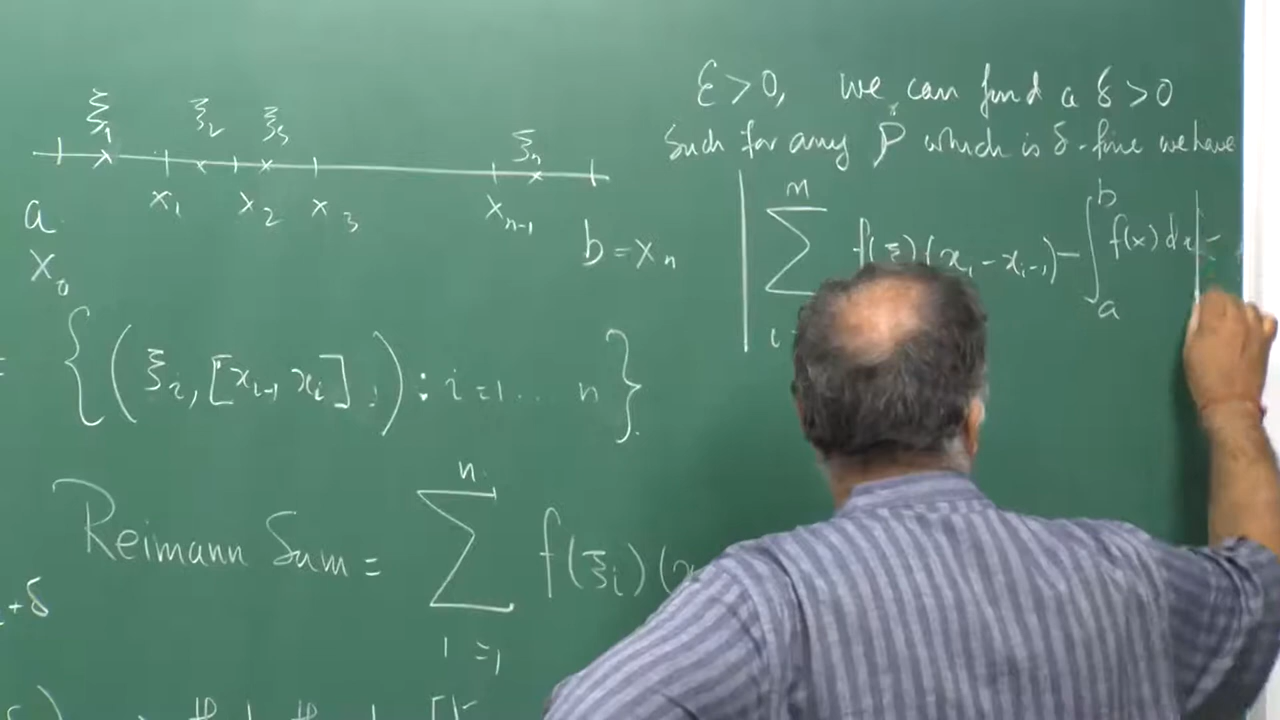 ξ₁ ξ₂ ξ₃ ξₙ
x₁ x₂ x₃ xₙ₋₁
a b = xₙ
x₀
= {(ξᵢ, [xᵢ₋₁ xᵢ]) : i=1 ... n}
Reimann Sum = n ∑ i=1 f(ξᵢ)(x
+δ
ε > 0, we can find a δ > 0
Such for any P which is δ-fine we have
| m ∑ i f(ξ)(xᵢ - xᵢ₋₁) - ∫ₐᵇ f(x) dx |